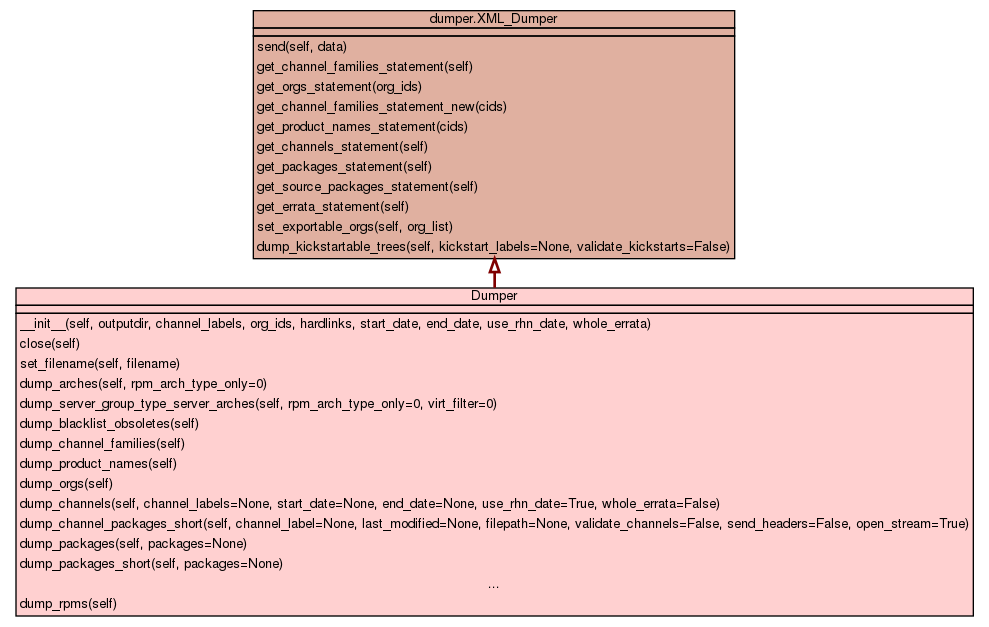 dumper.XML_Dumper
send(self, data)
get_channel_families_statement(self)
get_orgs_statement(org_ids)
get_channel_families_statement_new(cids)
get_product_names_statement(cids)
get_channels_statement(self)
get_packages_statement(self)
get_source_packages_statement(self)
get_errata_statement(self)
set_exportable_orgs(self, org_list)
dump_kickstartable_trees(self, kickstart_labels=None, validate_kickstarts=False)
Dumper
__init__(self, outputdir, channel_labels, org_ids, hardlinks, start_date, end_date, use_rhn_date, whole_errata)
close(self)
set_filename(self, filename)
dump_arches(self, rpm_arch_type_only=0)
dump_server_group_type_server_arches(self, rpm_arch_type_only=0, virt_filter=0)
dump_blacklist_obsoletes(self)
dump_channel_families(self)
dump_product_names(self)
dump_orgs(self)
dump_channels(self, channel_labels=None, start_date=None, end_date=None, use_rhn_date=True, whole_errata=False)
dump_channel_packages_short(self, channel_label=None, last_modified=None, filepath=None, validate_channels=False, send_headers=False, open_stream=True)
dump_packages(self, packages=None)
dump_packages_short(self, packages=None)
...
dump_rpms(self)